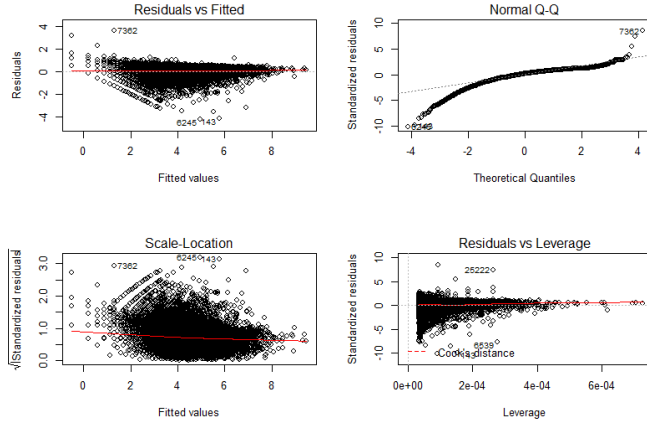 Residuals vs Fitted
Residuals
4
2
0
-2
-4
7362
6245
143
0 2 4 6 8
Fitted values
Normal Q-Q
Standardized residuals
10
5
0
-5
-10
7362
-4 -2 0 2 4
Theoretical Quantiles
Scale-Location
√|Standardized residuals|
3.0
2.0
1.0
0.0
7362
6245
143
0 2 4 6 8
Fitted values
Residuals vs Leverage
Standardized residuals
10
5
0
-5
-10
25222
6539
Cook's distance
0e+00 2e-04 4e-04 6e-04
Leverage